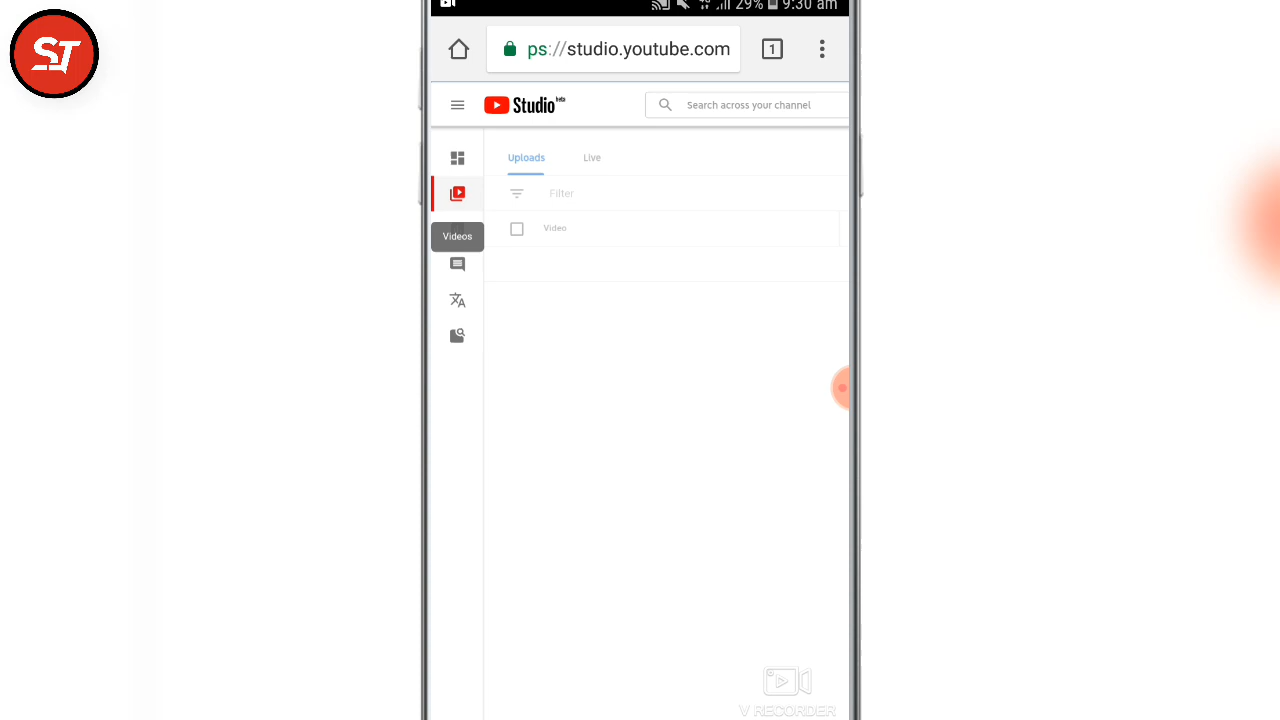 ST
29% 9:30 am
ps://studio.youtube.com 1
Studio beta Search across your channel
Uploads Live
Filter
Video
Videos
V RECORDER